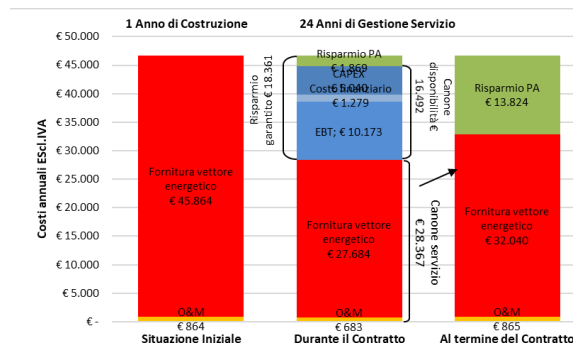 1 Anno di Costruzione
24 Anni di Gestione Servizio
Costi annuali EScl.IVA
€ 50.000
€ 45.000
€ 40.000
€ 35.000
€ 30.000
€ 25.000
€ 20.000
€ 15.000
€ 10.000
€ 5.000
€ -
Fornitura vettore
energetico
€ 45.864
O&M
€ 864
Situazione Iniziale
Risparmio
garantito € 18.361
Risparmio PA
€ 1.869
CAPEX
Costo finanziario
€ 1.279
EBT; € 10.173
Fornitura vettore
energetico
€ 27.684
O&M
€ 683
Durante il Contratto
Canone
disponibilità €
16.492
Canone servizio
€ 28.367
Risparmio PA
€ 13.824
Fornitura vettore
energetico
€ 32.040
O&M
€ 865
Al termine del Contratto